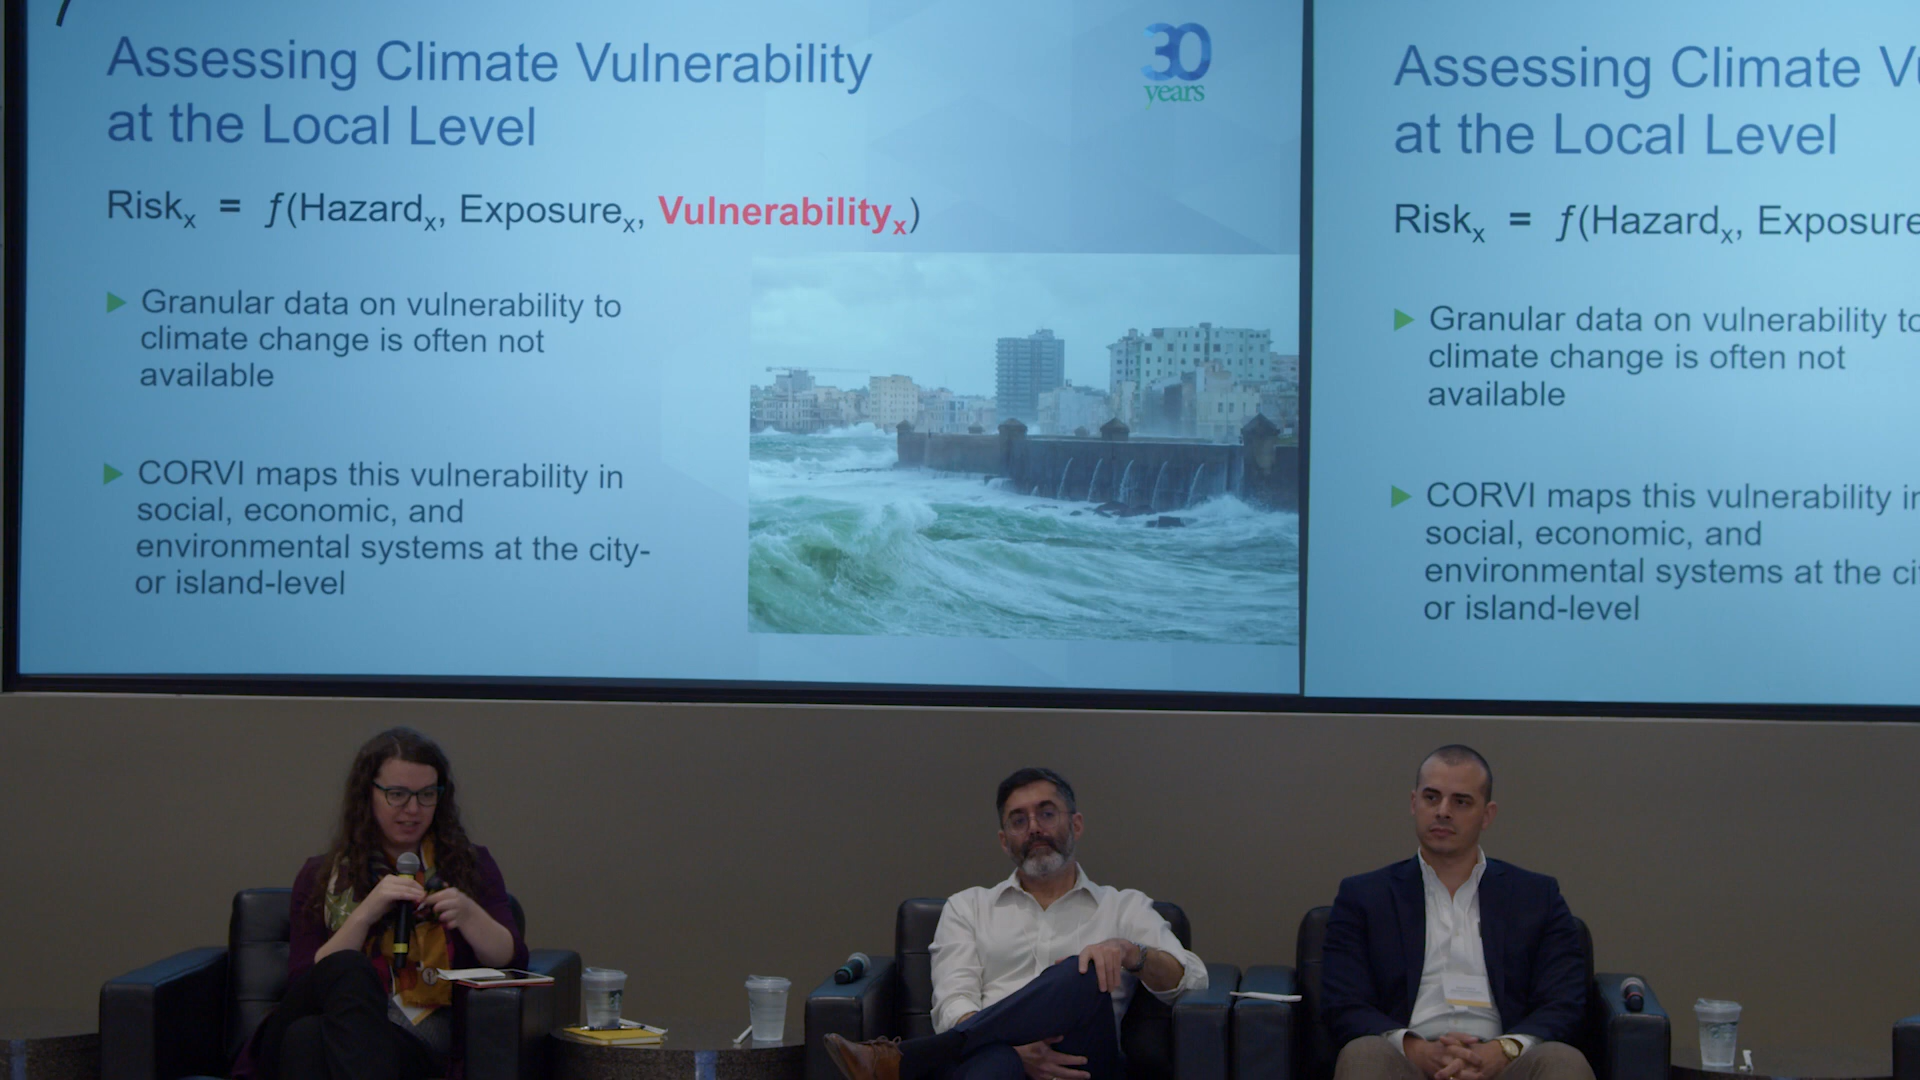 Assessing Climate Vulnerability
at the Local Level
30
years
Riskx = f(Hazardx, Exposurex, Vulnerabilityx)
Granular data on vulnerability to
climate change is often not
available
CORVI maps this vulnerability in
social, economic, and
environmental systems at the city-
or island-level
Assessing Climate Vu
at the Local Level
Riskx = f(Hazardx, Exposure
Granular data on vulnerability to
climate change is often not
available
CORVI maps this vulnerability in
social, economic, and
environmental systems at the ci
or island-level